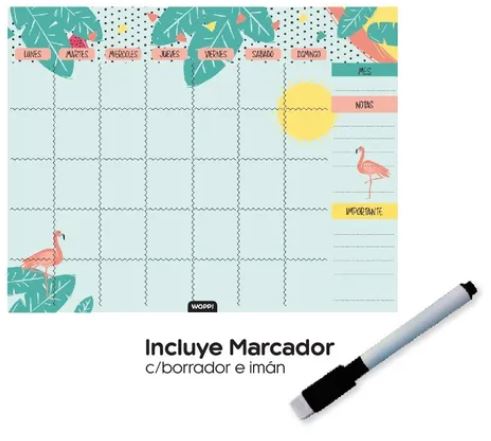 LUNES MARTES MIERCOLES JUEVES VIERNES SABADO DOMINGO
MES
NOTAS
IMPORTANTE
WOPP!
Incluye Marcador
c/borrador e imán